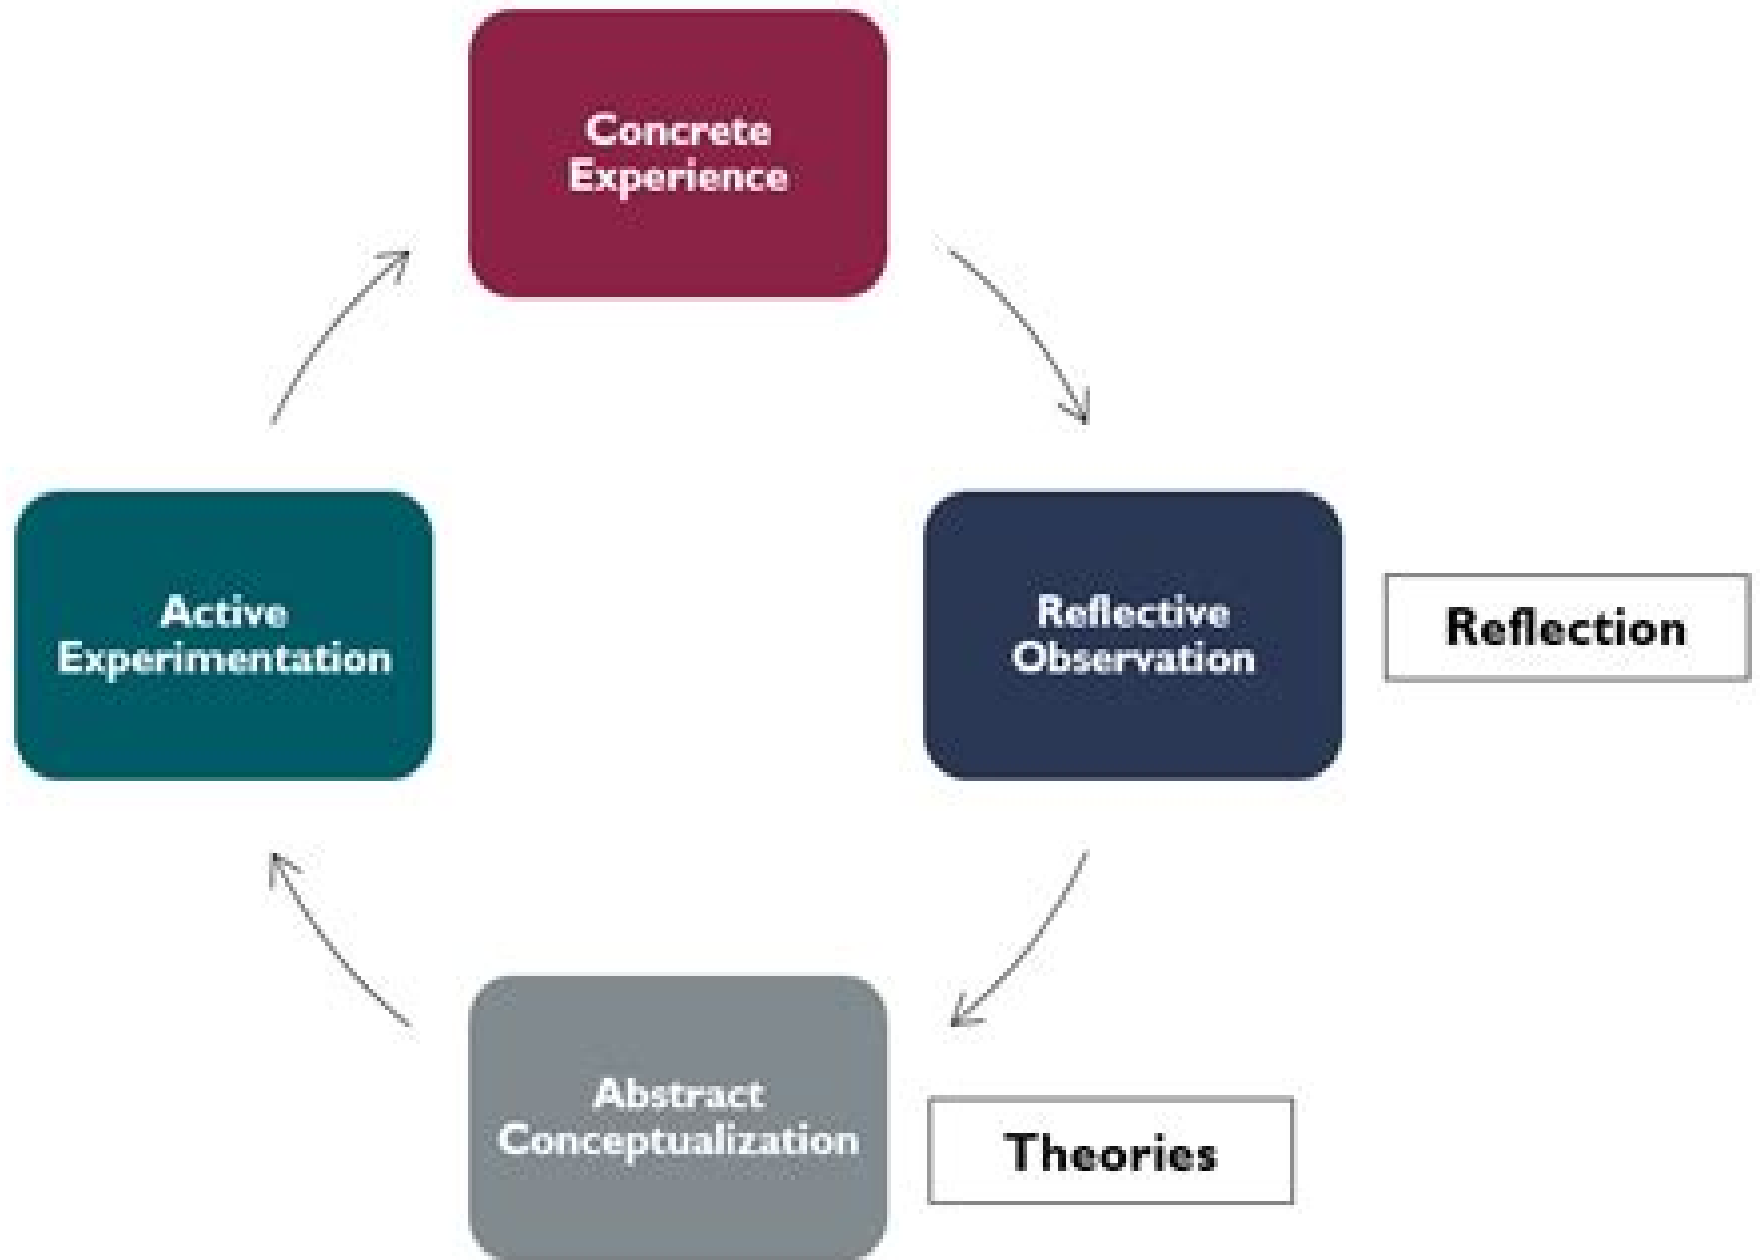 Concrete
Experience
Active
Experimentation
Reflective
Observation
Reflection
Abstract
Conceptualization
Theories